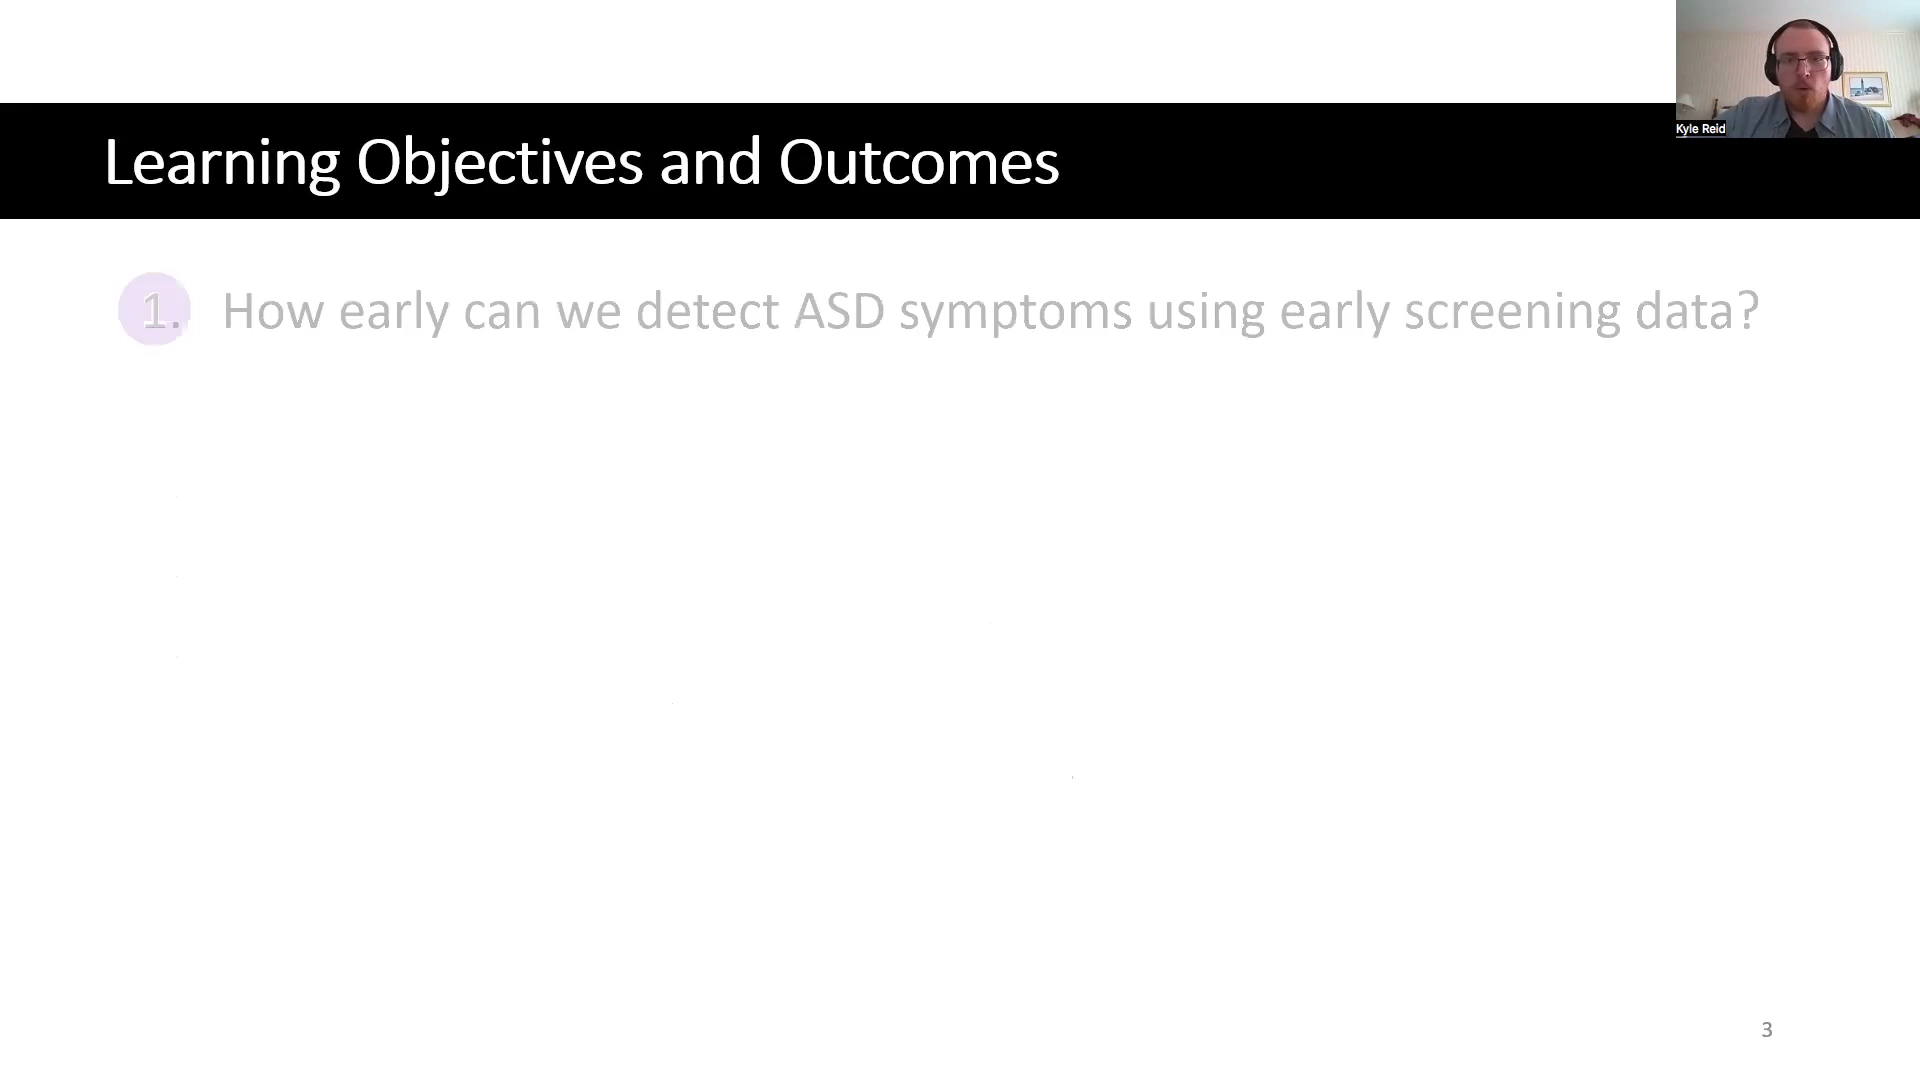 Kyle Reid
Learning Objectives and Outcomes
1. How early can we detect ASD symptoms using early screening data?
3